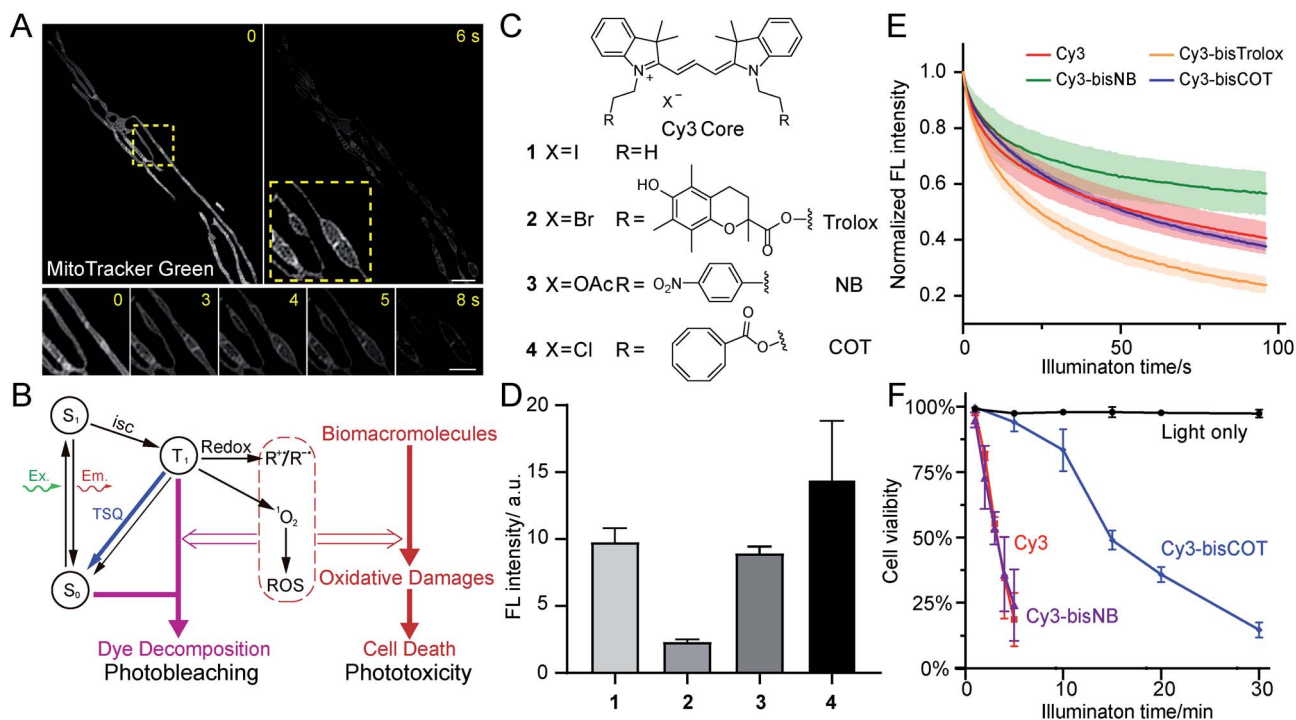 A
0
6 s
MitoTracker Green
0
3
4
5
8 s
B
S1
isc
T1
Redox
R+·/R−·
Ex.
Em.
TSQ
1O2
ROS
S0
Biomacromolecules
Oxidative Damages
Dye Decomposition
Photobleaching
Cell Death
Phototoxicity
C
N
+
N
X−
R
R
Cy3 Core
1 X=I R=H
HO
O
O
O
2 X=Br R= Trolox
3 X=OAc R= O2N NB
O
O
4 X=Cl R= COT
D
FL intensity/ a.u.
20
15
10
5
0
1 2 3 4
E
Cy3 Cy3-bisTrolox
Cy3-bisNB Cy3-bisCOT
Normalized FL intensity
1.0
0.8
0.6
0.4
0.2
0 50 100
Illuminaton time/s
F
Cell vialibity
100%
75%
50%
25%
0%
Light only
Cy3
Cy3-bisCOT
Cy3-bisNB
0 10 20 30
Illuminaton time/min